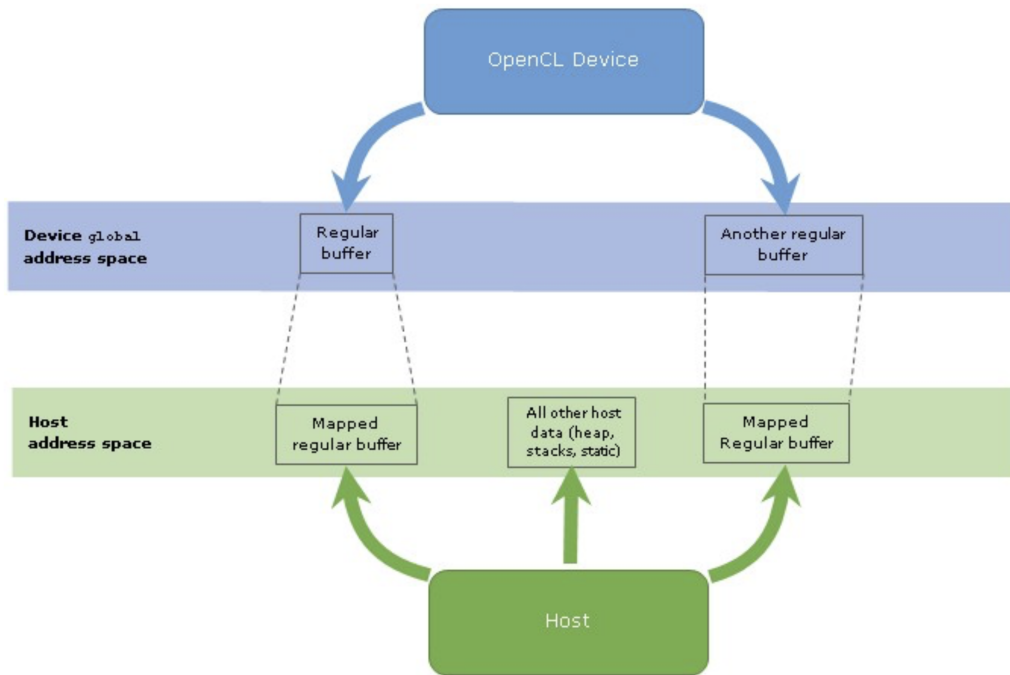 OpenCL Device
Device global
address space
Regular
buffer
Another regular
buffer
Host
address space
Mapped
regular buffer
All other host
data (heap,
stacks, static)
Mapped
Regular buffer
Host